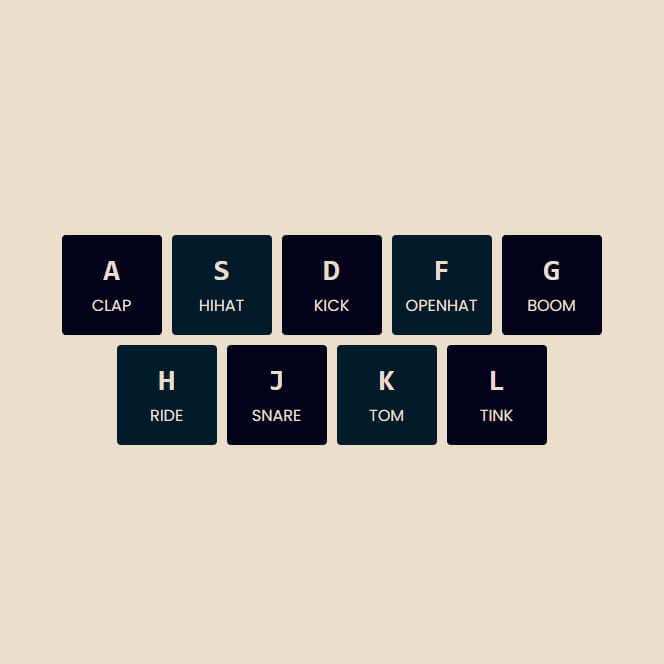 A S D F G
CLAP HIHAT KICK OPENHAT BOOM
H J K L
RIDE SNARE TOM TINK